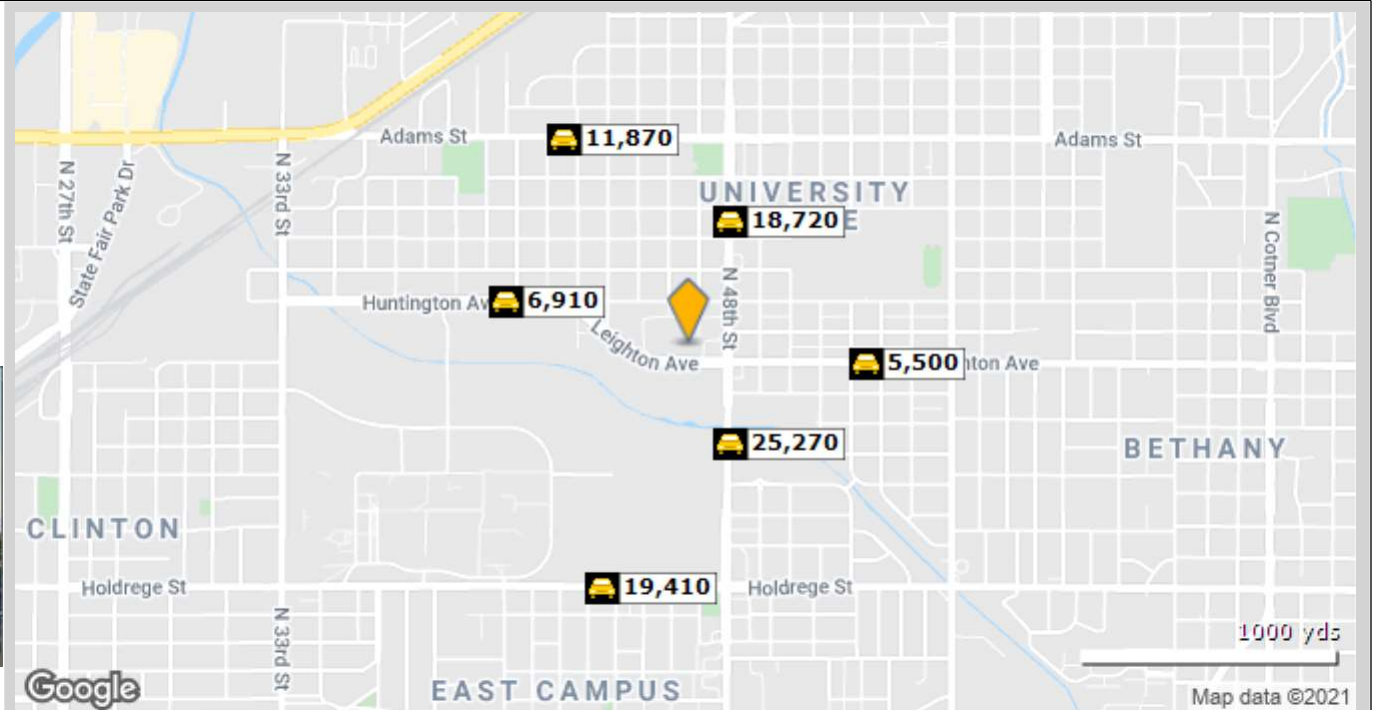 Adams St
11,870
Adams St
N 27th St
State Fair Park Dr
N 33rd St
UNIVERSITY
E
18,720
N Cotner Blvd
Huntington Av
6,910
N 48th St
Leighton Ave
5,500
hton Ave
25,270
BETHANY
CLINTON
Holdrege St
19,410
Holdrege St
N 33rd St
1000 yds
EAST CAMPUS
Google
Map data ©2021